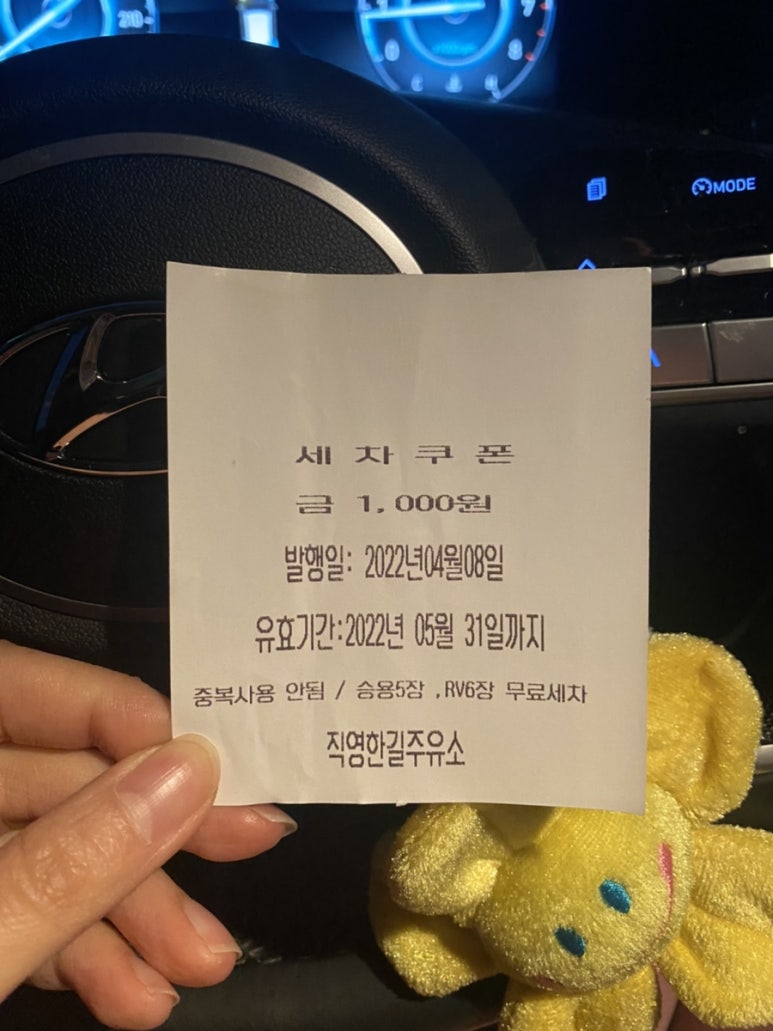 210
7
8
MODE
세 차 쿠 폰
금 1,000원
발행일: 2022년04월08일
유효기간:2022년 05월 31일까지
중복사용 안됨 / 승용5장 ,RV6장 무료세차
직영한길주유소